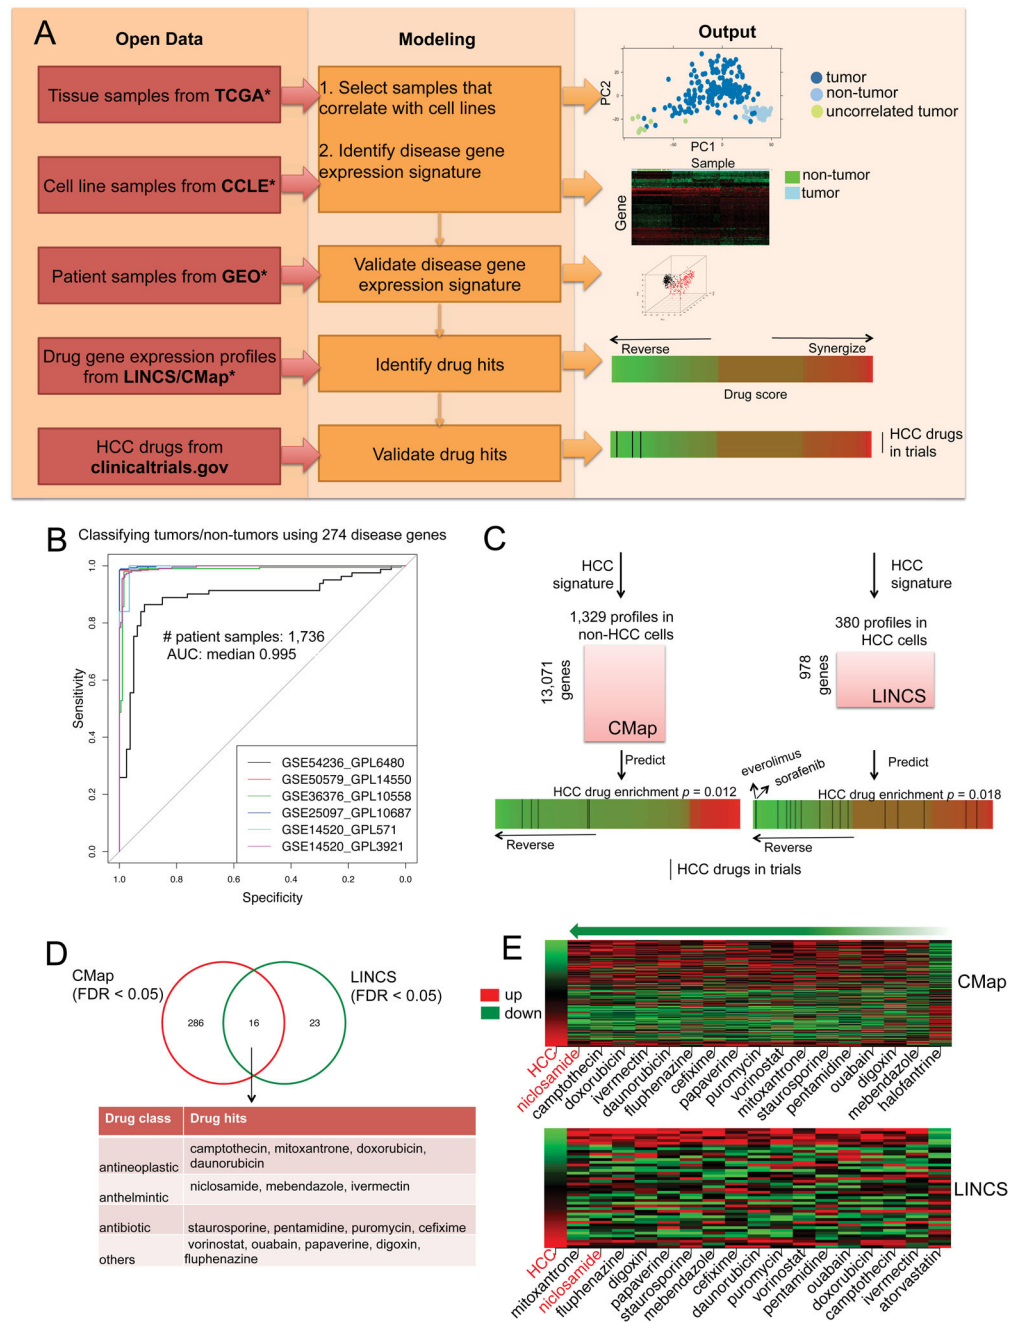 A
Open Data
Modeling
Output
Tissue samples from TCGA*
Cell line samples from CCLE*
Patient samples from GEO*
Drug gene expression profiles
from LINCS/CMap*
HCC drugs from
clinicaltrials.gov
1. Select samples that
correlate with cell lines
2. Identify disease gene
expression signature
Validate disease gene
expression signature
Identify drug hits
Validate drug hits
PC2
PC1
tumor
non-tumor
uncorrelated tumor
Sample
Gene
non-tumor
tumor
Reverse
Synergize
Drug score
HCC drugs
in trials
B
Classifying tumors/non-tumors using 274 disease genes
# patient samples: 1,736
AUC: median 0.995
Sensitivity
0.0
0.2
0.4
0.6
0.8
1.0
1.0
0.8
0.6
0.4
0.2
0.0
Specificity
GSE54236_GPL6480
GSE50579_GPL14550
GSE36376_GPL10558
GSE25097_GPL10687
GSE14520_GPL571
GSE14520_GPL3921
C
HCC
signature
1,329 profiles in
non-HCC cells
13,071
genes
CMap
Predict
HCC drug enrichment p = 0.012
Reverse
HCC
signature
380 profiles in
HCC cells
978
genes
LINCS
Predict
everolimus
sorafenib
HCC drug enrichment p = 0.018
Reverse
HCC drugs in trials
D
CMap
(FDR < 0.05)
LINCS
(FDR < 0.05)
286
16
23
Drug class
Drug hits
antineoplastic
camptothecin, mitoxantrone, doxorubicin,
daunorubicin
anthelmintic
niclosamide, mebendazole, ivermectin
antibiotic
staurosporine, pentamidine, puromycin, cefixime
others
vorinostat, ouabain, papaverine, digoxin,
fluphenazine
E
up
down
CMap
HCC
niclosamide
camptothecin
doxorubicin
ivermectin
daunorubicin
fluphenazine
cefixime
papaverine
puromycin
vorinostat
mitoxantrone
staurosporine
pentamidine
ouabain
digoxin
mebendazole
halofantrine
LINCS
HCC
mitoxantrone
niclosamide
fluphenazine
digoxin
papaverine
staurosporine
mebendazole
cefixime
daunorubicin
puromycin
vorinostat
pentamidine
ouabain
doxorubicin
camptothecin
ivermectin
atorvastatin